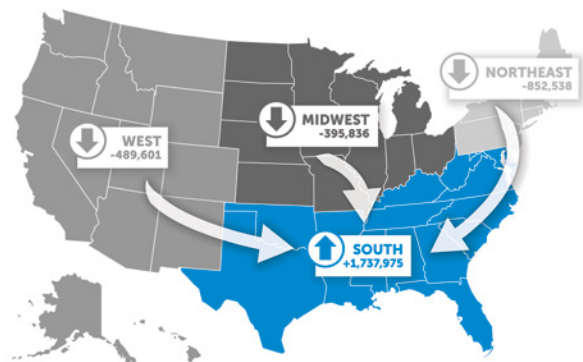 NORTHEAST
-852,538
MIDWEST
-395,836
WEST
-489,601
SOUTH
+1,737,975